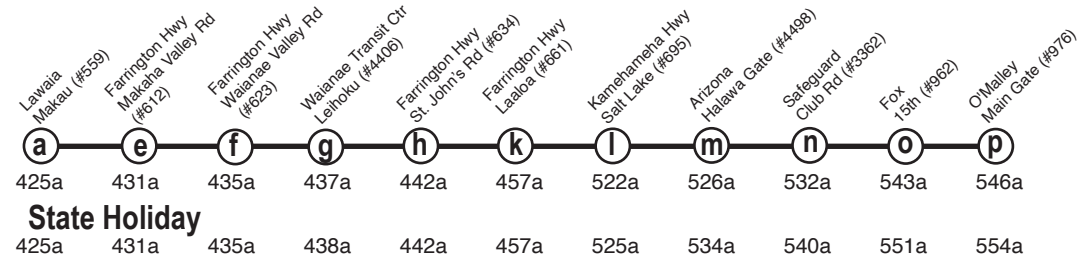 Lawaia
Makau (#559)
Farrington Hwy
Makaha Valley Rd
(#612)
Farrington Hwy
Waianae Valley Rd
(#623)
Waianae Transit Ctr
Leihoku (#4406)
Farrington Hwy
St. John's Rd (#634)
Farrington Hwy
Laaloa (#661)
Kamehameha Hwy
Salt Lake (#695)
Arizona
Halawa Gate (#4498)
Safeguard
Club Rd (#3362)
Fox
15th (#962)
O'Malley
Main Gate (#976)
a e f g h k l m n o p
425a 431a 435a 437a 442a 457a 522a 526a 532a 543a 546a
State Holiday
425a 431a 435a 438a 442a 457a 525a 534a 540a 551a 554a